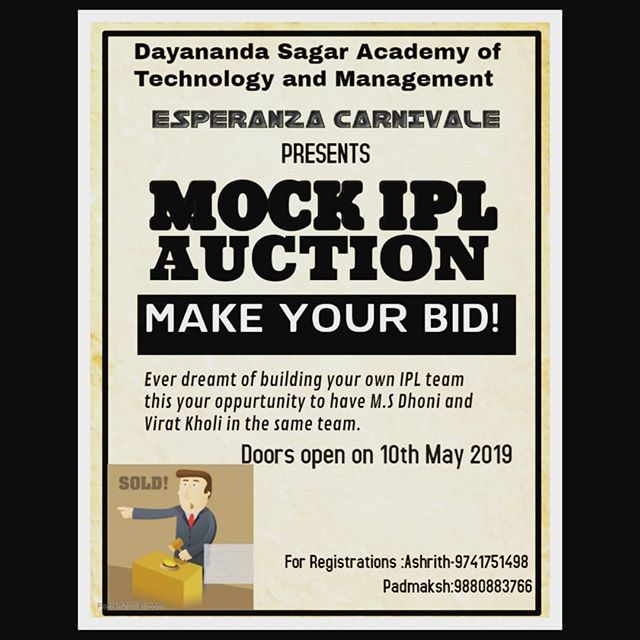 Dayananda Sagar Academy of
Technology and Management
ESPERANZA CARNIVALE
PRESENTS
MOCK IPL
AUCTION
MAKE YOUR BID!
Ever dreamt of building your own IPL team
this your oppurtunity to have M.S Dhoni and
Virat Kholi in the same team.
Doors open on 10th May 2019
SOLD!
For Registrations :Ashrith-9741751498
Padmaksh:9880883766